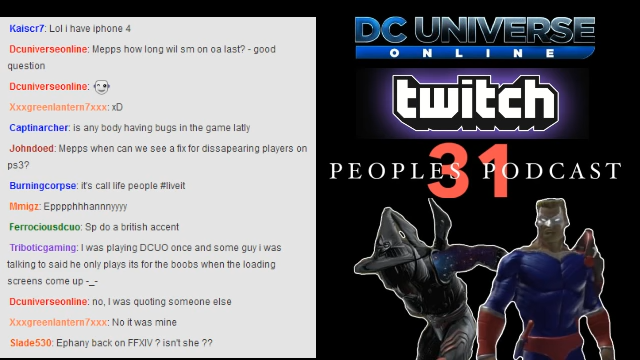 Kaiscr7: Lol i have iphone 4
Dcuniverseonline: Mepps how long wil sm on oa last? - good
question
Dcuniverseonline:
Xxxgreenlantern7xxx: xD
Captinarcher: is any body having bugs in the game latly
Johndoed: Mepps when can we see a fix for dissapearing players on
ps3?
Burningcorpse: it's call life people #liveit
Mmigz: Epppphhannnyyyy
Ferrociousdcuo: Sp do a british accent
Triboticgaming: I was playing DCUO once and some guy i was
talking to said he only plays its for the boobs when the loading
screens come up -_-
Dcuniverseonline: no, I was quoting someone else
Xxxgreenlantern7xxx: No it was mine
Slade530: Ephany back on FFXIV ? isn't she ??
DC UNIVERSE
ONLINE
twitch
31
PEOPLES PODCAST